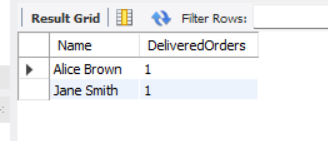 Result Grid Filter Rows:
Name DeliveredOrders
Alice Brown 1
Jane Smith 1